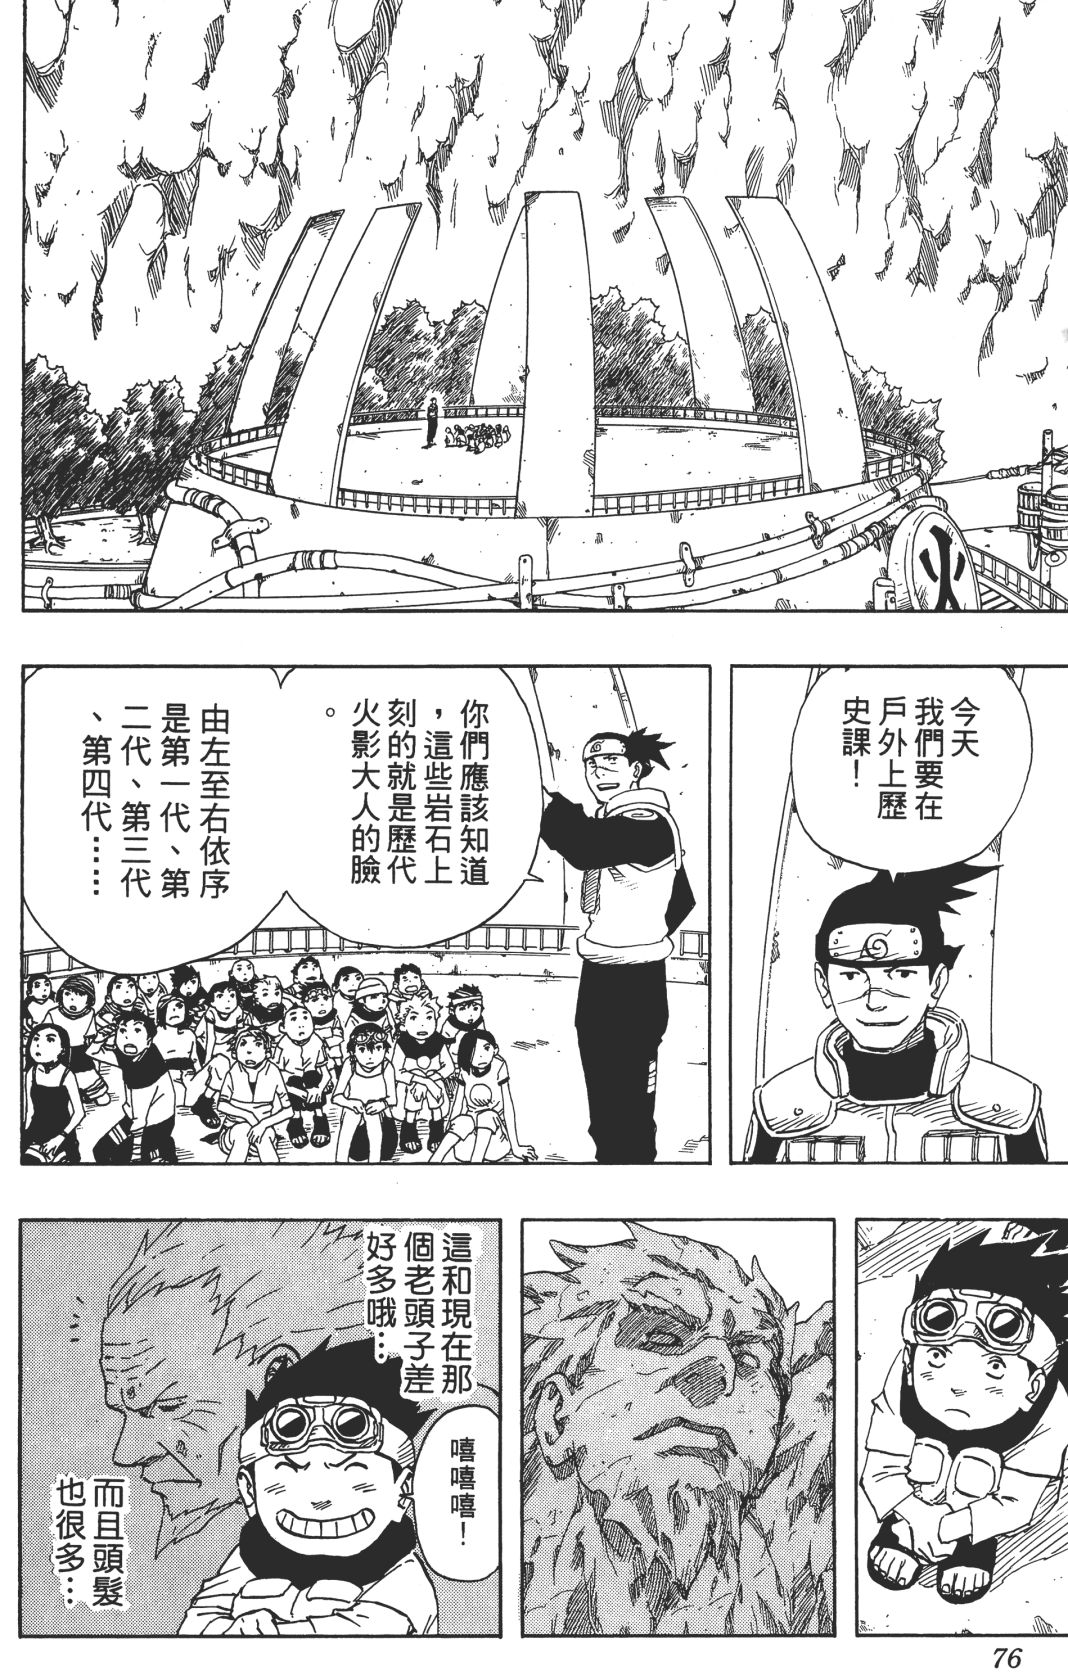 火
今天
我們要在
戶外上歷
史課！
你們應該知道
，這些岩石上
刻的就是歷代
火影大人的臉
。
由左至右依序
是第一代、第
二代、第三代
、第四代……
這和現在那
個老頭子差
好多哦…
嘻嘻嘻！
而且頭髮
也很多…
76